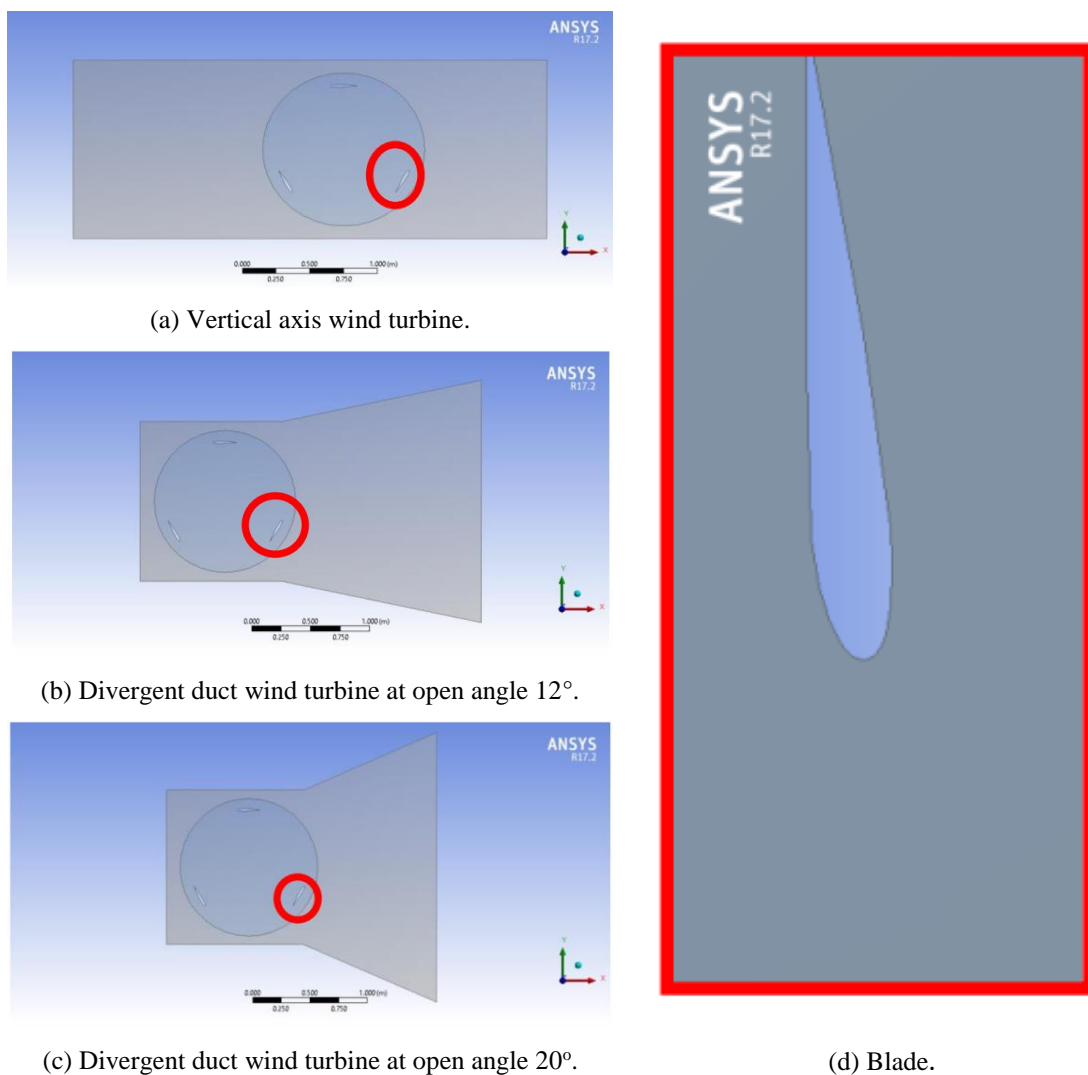 ANSYS
R17.2
Y
X
0.000 0.500 1.000 (m)
0.250 0.750
(a) Vertical axis wind turbine.
ANSYS
R17.2
Y
X
0.000 0.500 1.000 (m)
0.250 0.750
(b) Divergent duct wind turbine at open angle 12°.
ANSYS
R17.2
Y
X
0.000 0.500 1.000 (m)
0.250 0.750
(c) Divergent duct wind turbine at open angle 20º.
ANSYS
R17.2
(d) Blade.